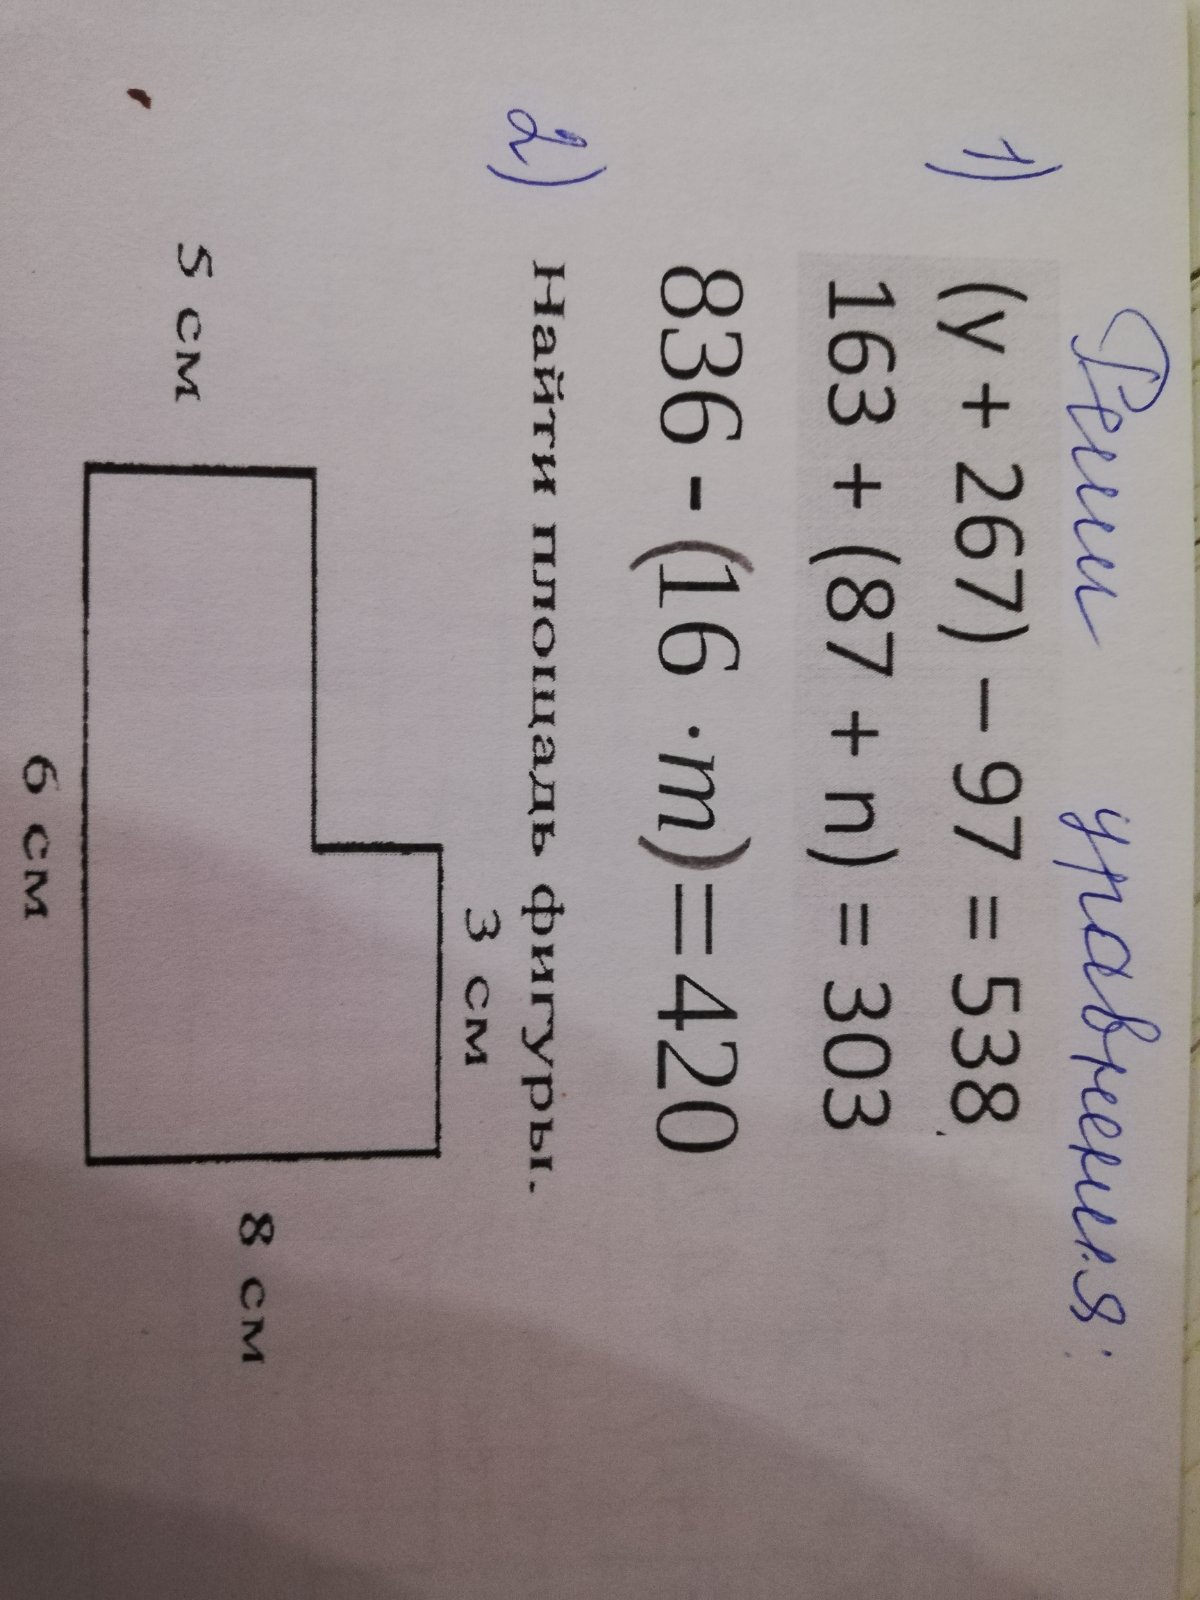 Реши уравнения:
1) (y + 267) – 97 = 538
163 + (87 + n) = 303
836 - (16 · m) = 420
2) Найти площадь фигуры.
3 см
5 см
8 см
6 см